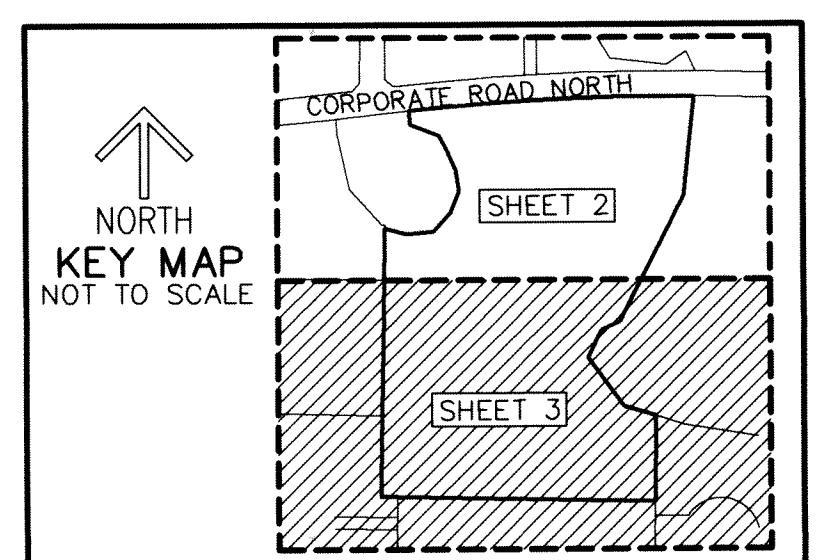 CORPORATE ROAD NORTH
NORTH
KEY MAP
NOT TO SCALE
SHEET 2
SHEET 3